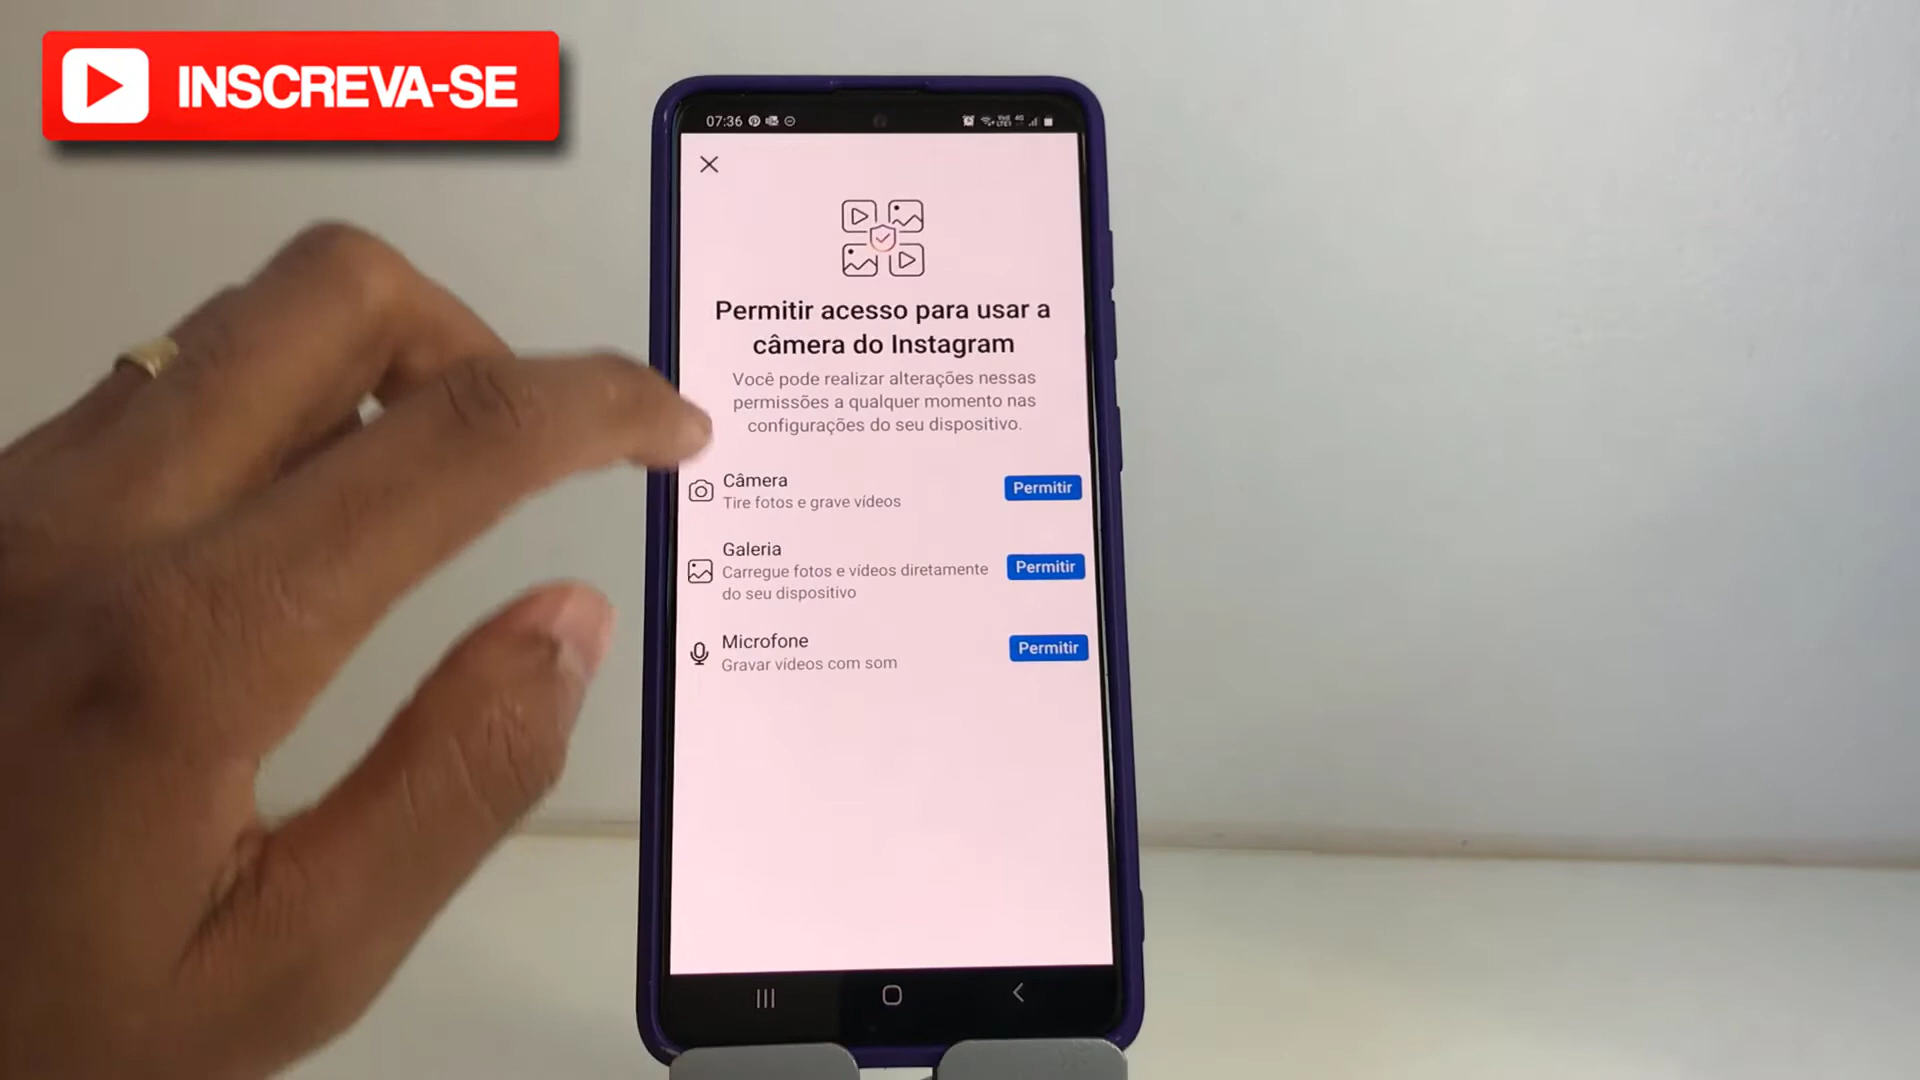 INSCREVA-SE
07:36
Permitir acesso para usar a
câmera do Instagram
Você pode realizar alterações nessas
permissões a qualquer momento nas
configurações do seu dispositivo.
Câmera
Tire fotos e grave vídeos
Permitir
Galeria
Carregue fotos e vídeos diretamente
do seu dispositivo
Permitir
Microfone
Gravar vídeos com som
Permitir